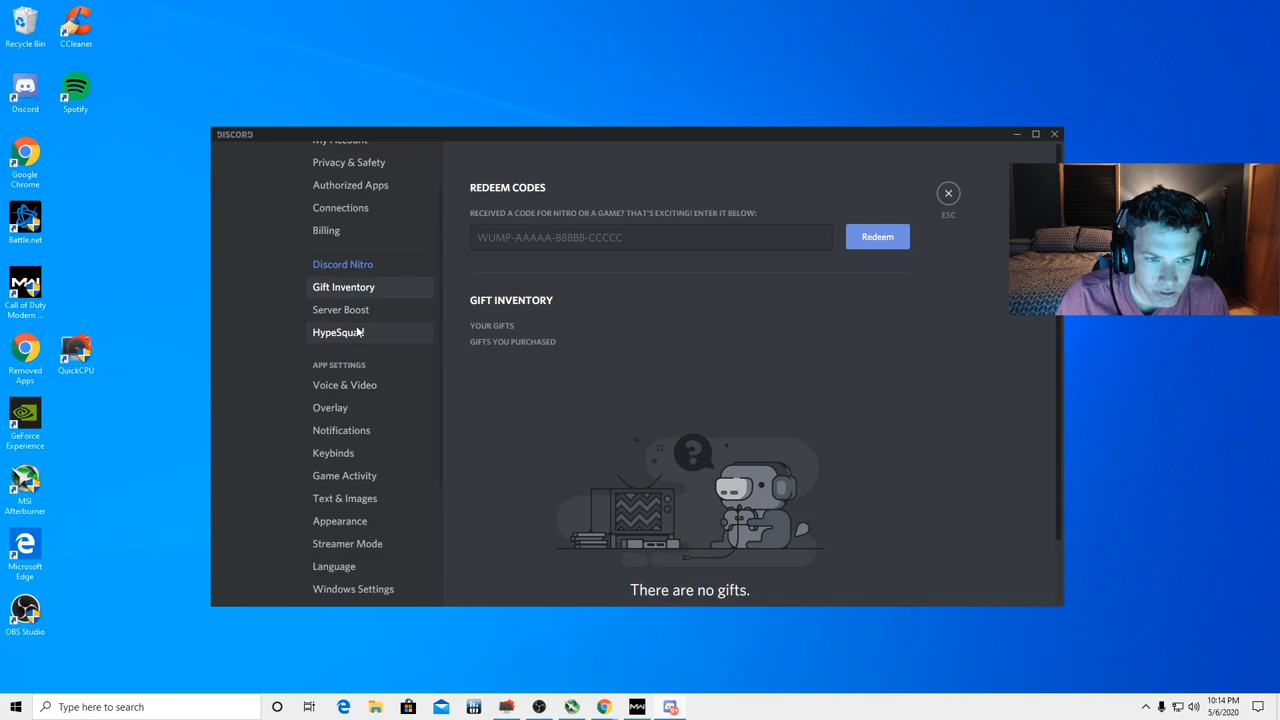 Recycle Bin
CCleaner
Discord
Spotify
Google Chrome
Battle.net
Call of Duty Modern ...
Removed Apps
QuickCPU
GeForce Experience
MSI Afterburner
Microsoft Edge
OBS Studio
DISCORD
My Account
Privacy & Safety
Authorized Apps
Connections
Billing
Discord Nitro
Gift Inventory
Server Boost
HypeSquad
APP SETTINGS
Voice & Video
Overlay
Notifications
Keybinds
Game Activity
Text & Images
Appearance
Streamer Mode
Language
Windows Settings
REDEEM CODES
RECEIVED A CODE FOR NITRO OR A GAME? THAT'S EXCITING! ENTER IT BELOW:
WUMP-AAAAA-BBBBB-CCCCC
Redeem
ESC
GIFT INVENTORY
YOUR GIFTS
GIFTS YOU PURCHASED
?
There are no gifts.
Type here to search
10:14 PM
5/6/2020